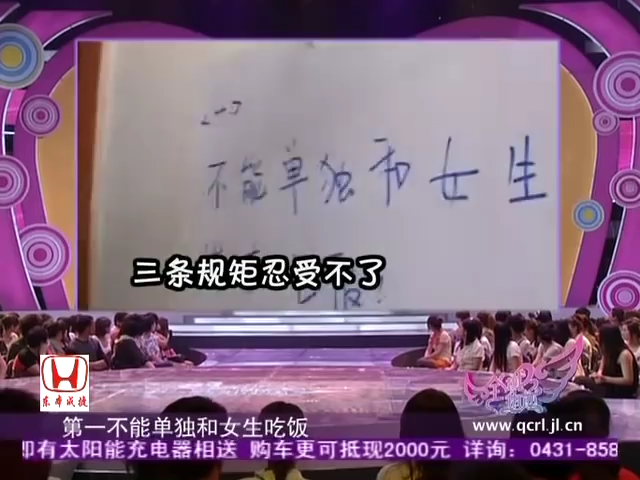 不能单独和女生
三条规矩忍受不了
东本成捷
第一不能单独和女生吃饭
www.qcrl.jl.cn
即有太阳能充电器相送 购车更可抵现2000元 详询：0431-858